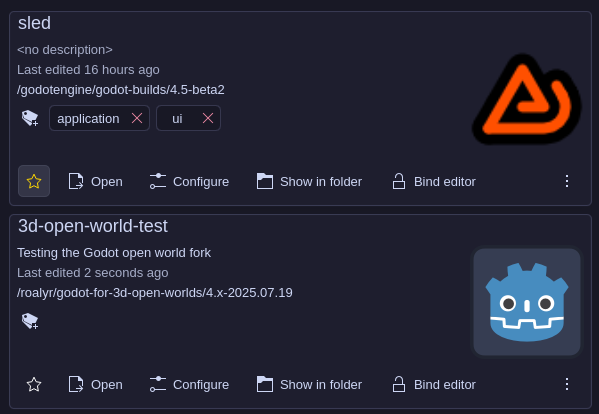 sled
<no description>
Last edited 16 hours ago
/godotengine/godot-builds/4.5-beta2
application ui
Open Configure Show in folder Bind editor
3d-open-world-test
Testing the Godot open world fork
Last edited 2 seconds ago
/roalyr/godot-for-3d-open-worlds/4.x-2025.07.19
Open Configure Show in folder Bind editor